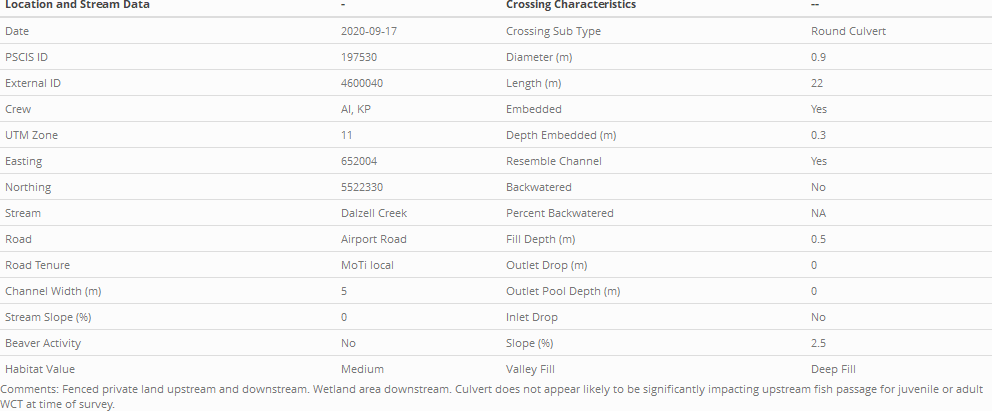 Location and Stream Data - Crossing Characteristics --
Date 2020-09-17 Crossing Sub Type Round Culvert
PSCIS ID 197530 Diameter (m) 0.9
External ID 4600040 Length (m) 22
Crew AI, KP Embedded Yes
UTM Zone 11 Depth Embedded (m) 0.3
Easting 652004 Resemble Channel Yes
Northing 5522330 Backwatered No
Stream Dalzell Creek Percent Backwatered NA
Road Airport Road Fill Depth (m) 0.5
Road Tenure MoTi local Outlet Drop (m) 0
Channel Width (m) 5 Outlet Pool Depth (m) 0
Stream Slope (%) 0 Inlet Drop No
Beaver Activity No Slope (%) 2.5
Habitat Value Medium Valley Fill Deep Fill
Comments: Fenced private land upstream and downstream. Wetland area downstream. Culvert does not appear likely to be significantly impacting upstream fish passage for juvenile or adult
WCT at time of survey.